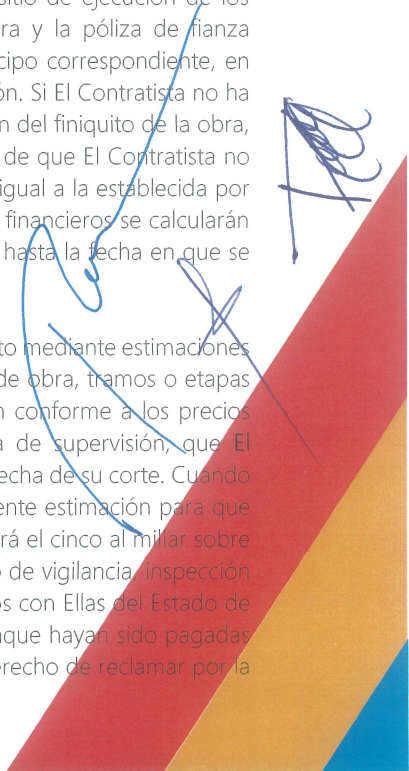 sitio de ejecución de los
ra y la póliza de fianza
cipo correspondiente, en
ón. Si El Contratista no ha
n del finiquito de la obra,
de que El Contratista no
igual a la establecida por
financieros se calcularán
hasta la fecha en que se
to mediante estimaciones
de obra, tramos o etapas
n conforme a los precios
a de supervisión, que El
echa de su corte. Cuando
ente estimación para que
rá el cinco al millar sobre
o de vigilancia, inspección
os con Ellas del Estado de
nque hayan sido pagadas
erecho de reclamar por la